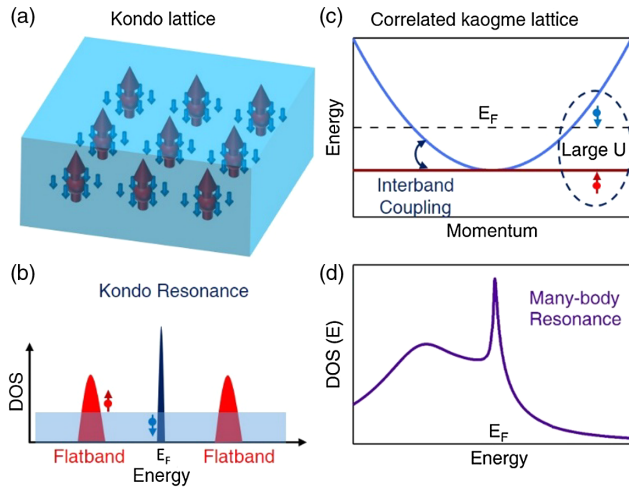 (a)
Kondo lattice
(b)
Kondo Resonance
DOS
Flatband
E_F
Flatband
Energy
(c)
Correlated kaogme lattice
Energy
E_F
Large U
Interband
Coupling
Momentum
(d)
DOS (E)
Many-body
Resonance
E_F
Energy